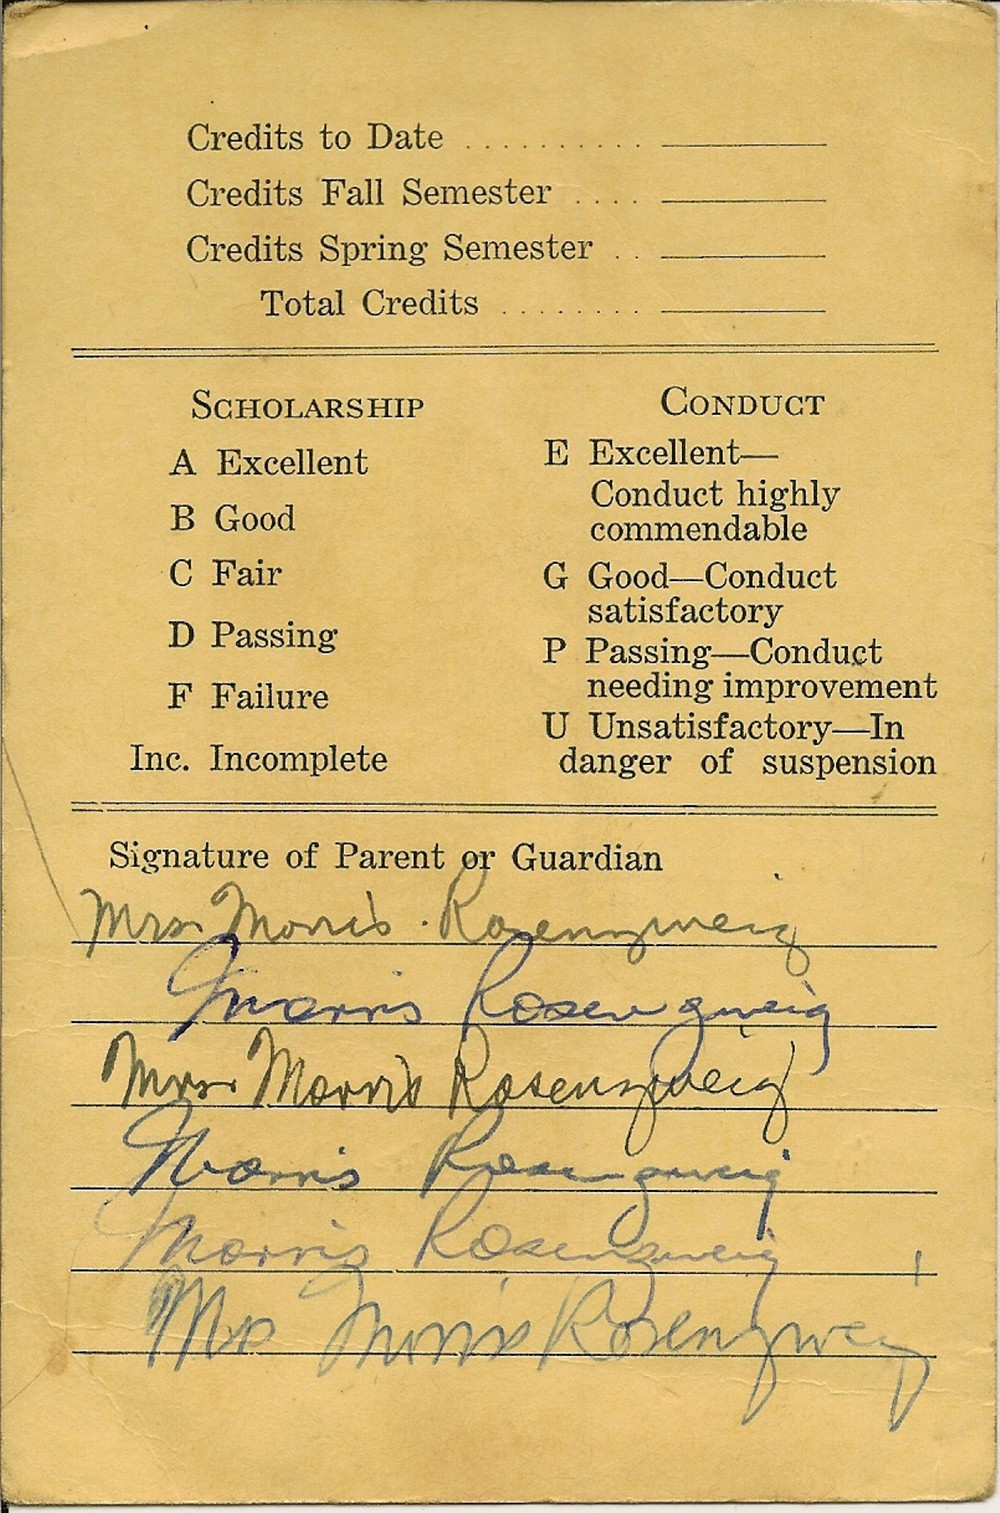 Credits to Date ..........
Credits Fall Semester ....
Credits Spring Semester ..
Total Credits ........
SCHOLARSHIP
A Excellent
B Good
C Fair
D Passing
F Failure
Inc. Incomplete
CONDUCT
E Excellent—
Conduct highly
commendable
G Good—Conduct
satisfactory
P Passing—Conduct
needing improvement
U Unsatisfactory—In
danger of suspension
Signature of Parent or Guardian
Mrs. Morris Rosenzweig
Morris Rosenzweig
Mrs. Morris Rosenzweig
Morris Rosenzweig
Morris Rosenzweig
Mrs Morris Rosenzweig